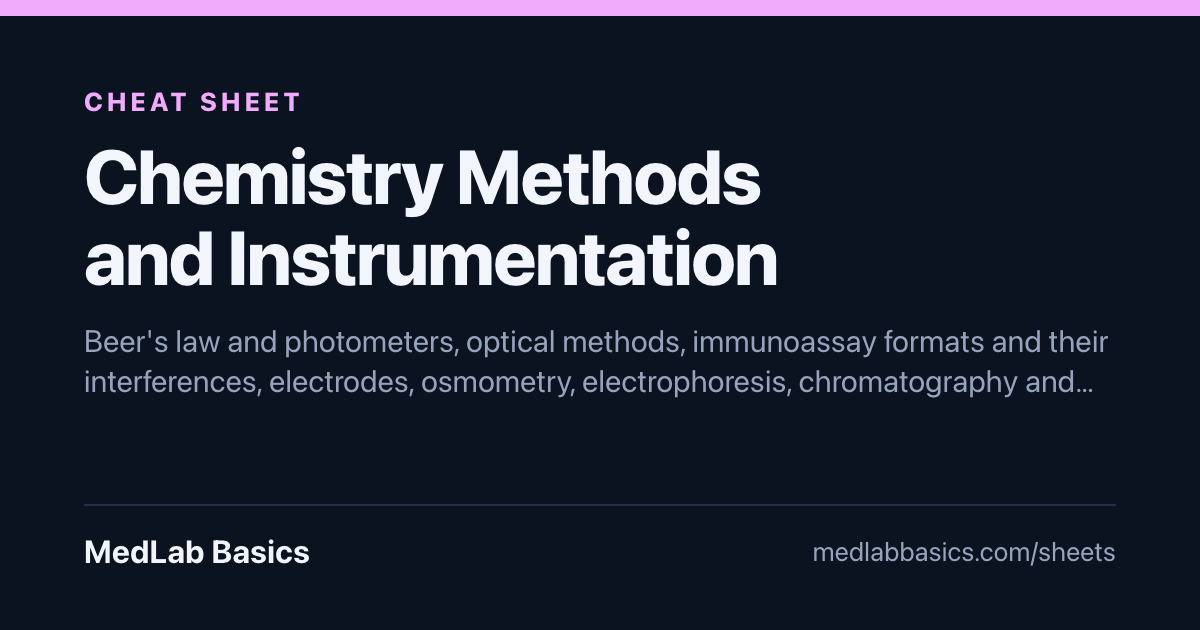 CHEAT SHEET
Chemistry Methods
and Instrumentation
Beer's law and photometers, optical methods, immunoassay formats and their
interferences, electrodes, osmometry, electrophoresis, chromatography and...
MedLab Basics
medlabbasics.com/sheets